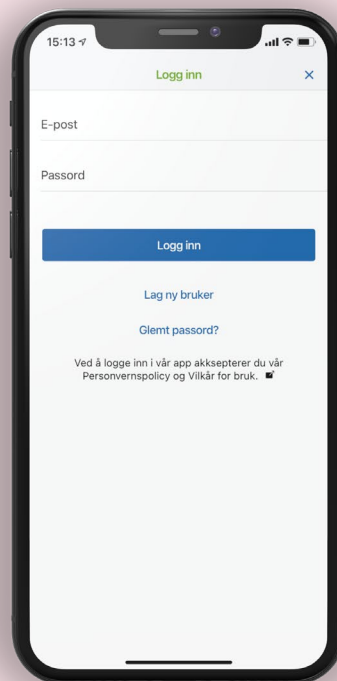 15:13
Logg inn
E-post
Passord
Logg inn
Lag ny bruker
Glemt passord?
Ved å logge inn i vår app akksepterer du vår
Personvernspolicy og Vilkår for bruk.